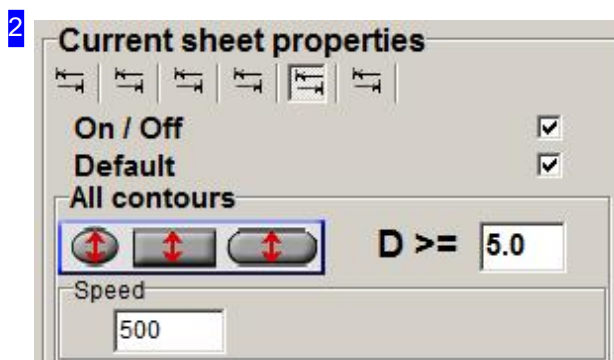 2
Current sheet properties
On / Off
Default
All contours
D >= 5.0
Speed
500